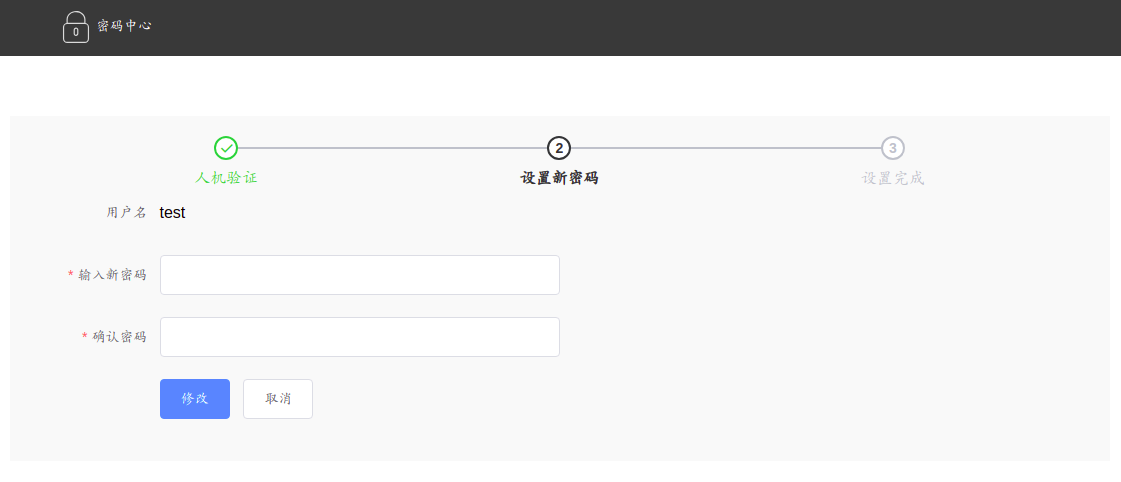 0 密码中心
2 3
人机验证 设置新密码 设置完成
用户名 test
* 输入新密码
* 确认密码
修改 取消